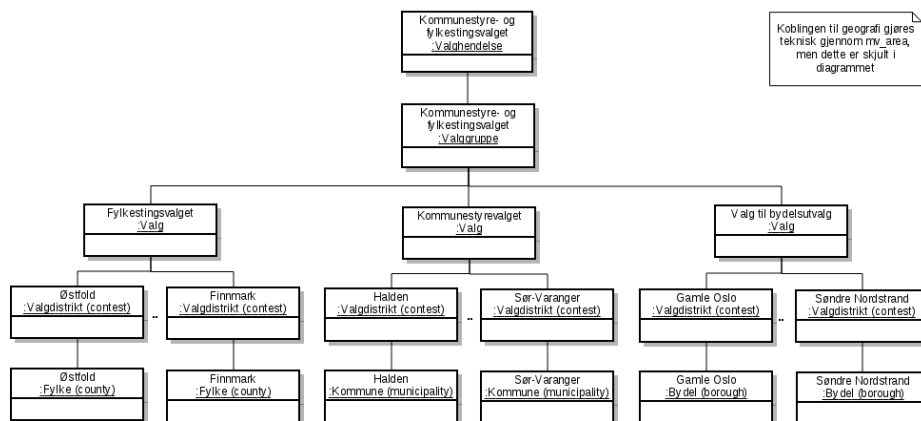 Kommunestyre- og
fylkestingsvalget
:Valghendelse
Koblingen til geografi gjøres
teknisk gjennom mv_area,
men dette er skjult i
diagrammet
Kommunestyre- og
fylkestingsvalget
:Valggruppe
Fylkestingsvalget
:Valg
Kommunestyrevalget
:Valg
Valg til bydelsutvalg
:Valg
Østfold
:Valgdistrikt (contest)
..
Finnmark
:Valgdistrikt (contest)
Halden
:Valgdistrikt (contest)
..
Sør-Varanger
:Valgdistrikt (contest)
Gamle Oslo
:Valgdistrikt (contest)
..
Søndre Nordstrand
:Valgdistrikt (contest)
Østfold
:Fylke (county)
Finnmark
:Fylke (county)
Halden
:Kommune (municipality)
Sør-Varanger
:Kommune (municipality)
Gamle Oslo
:Bydel (borough)
Søndre Nordstrand
:Bydel (borough)